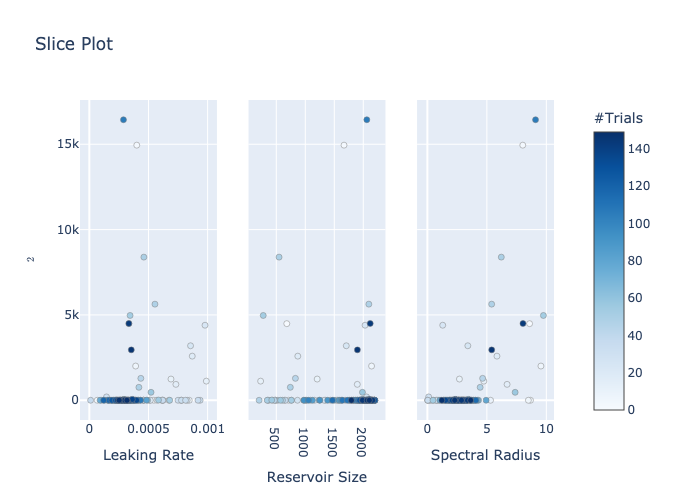 Slice Plot
#Trials
15k
10k
5k
0
2
0 0.0005 0.001
500 1000 1500 2000
0 5 10
Leaking Rate
Reservoir Size
Spectral Radius
140
120
100
80
60
40
20
0